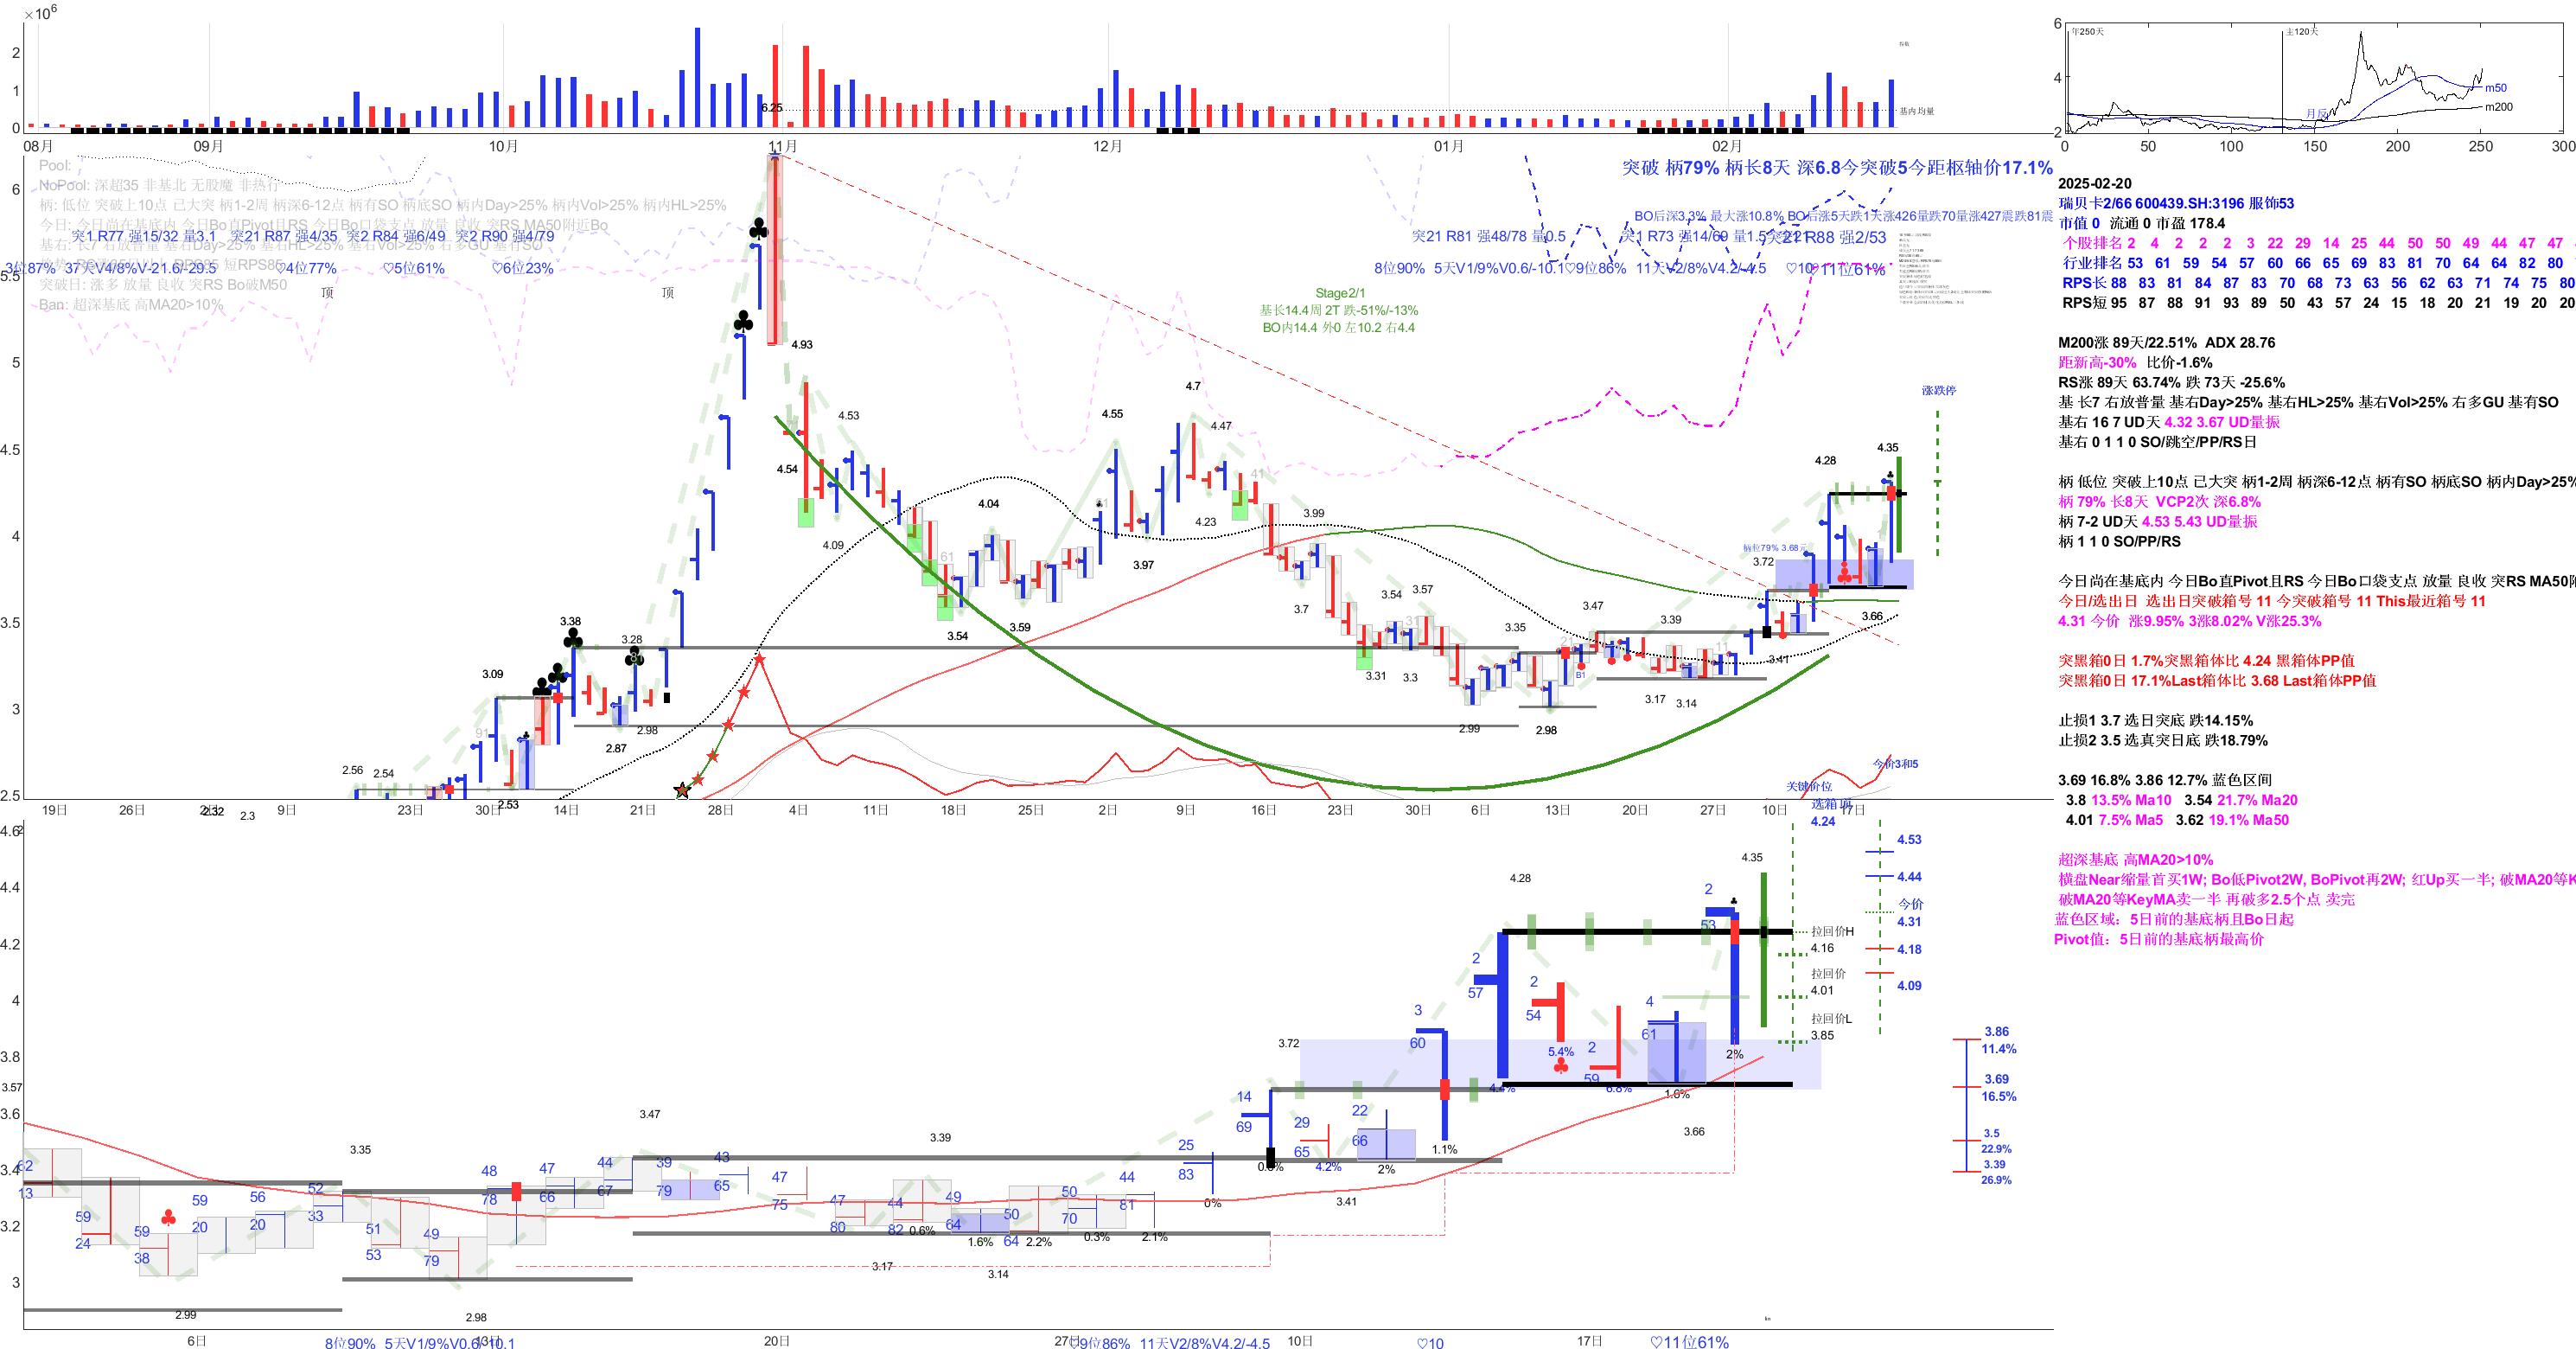 ×10⁶
2
1
0
6.25
基内均量
08月 09月 10月 11月 12月 01月 02月
Pool:
NoPool: 深超35 非基北 无股魔 非热行
柄: 低位 突破上10点 已大突 柄1-2周 柄深6-12点 柄有SO 柄底SO 柄内Day>25% 柄内Vol>25% 柄内HL>25%
今日: 今日尚在基底内 今日Bo直Pivot且RS 今日Bo口袋支点 放量 良收 突RS MA50附近Bo
突1 R77 强15/32 量3.1 突21 R87 强4/35 突2 R84 强6/49 突2 R90 强4/79
3位87% 37天V4/8%V-21.6/-29.5 ♡4位77% ♡5位61% ♡6位23%
突破日: 涨多 放量 良收 突RS Bo破M50
Ban: 超深基底 高MA20>10%
顶 顶
突破 柄79% 柄长8天 深6.8今突破5今距枢轴价17.1%
BO后深3.3% 最大涨10.8% BO后涨5天跌1天涨426量跌70量涨427震跌81震
突21 R81 强48/78 量0.5 突1 R73 强14/69 量1.5 突21 R88 强2/53
8位90% 5天V1/9%V0.6/-10.1 ♡9位86% 11天V2/8%V4.2/-4.5 ♡10 ♡11位61%
Stage2/1
基长14.4周 2T 跌-51%/-13%
BO内14.4 外0 左10.2 右4.4
涨跌停
6
5.5
5
4.5
4
3.5
3
2.5
4.93
4.54
4.53
4.09
4.04
3.54
3.59
4.55
3.97
4.7
4.47
4.23
41
3.99
3.7
3.54
3.57
3.31
3.3
2.99
3.35
2.98
3.47
3.39
3.17
3.14
3.41
3.72
柄位79% 3.68元
4.28
4.35
3.66
3.38
3.28
3.09
2.98
2.87
2.56
2.54
2.53
2.32
2.3
91
61
B1
今价3和5
关键价位
选箱顶
4.24
19日 26日 2日 9日 23日 30日 14日 21日 28日 4日 11日 18日 25日 2日 9日 16日 23日 30日 6日 13日 20日 27日 10日 17日
4.6
4.4
4.2
4
3.8
3.6
3.57
3.4
3.2
3
62 13
59 24
59 38
59 20
56 20
52 33
51 53
49 79
48 78
47 66
44 67
39 79
43 65
47 75
47 80
44 82
49 64
50 64
50 70
44 81
25 83
14 69
29 65
22 66
3 60
2 57
2 54
2 59
4 61
2 53
3.35
3.47
3.39
3.72
4.28
4.35
2.99
2.98
3.17
3.14
3.41
3.66
0.6%
1.6%
2.2%
0.3%
2.1%
0%
4.2%
2%
1.1%
5.4%
6.8%
1.6%
2%
拉回价H
4.16
拉回价
4.01
拉回价L
3.85
4.53
4.44
今价
4.31
4.18
4.09
3.86
11.4%
3.69
16.5%
3.5
22.9%
3.39
26.9%
6日 13日 20日 27日 10日 17日
8位90% 5天V1/9%V0.6/-10.1 ♡9位86% 11天V2/8%V4.2/-4.5 ♡10 ♡11位61%
6
4
2
年250天
主120天
月反
m50
m200
0 50 100 150 200 250 300
2025-02-20
瑞贝卡2/66 600439.SH:3196 服饰53
市值 0 流通 0 市盈 178.4
个股排名 2 4 2 2 2 3 22 29 14 25 44 50 50 49 44 47 47
行业排名 53 61 59 54 57 60 66 65 69 83 81 70 64 64 82 80
RPS长 88 83 81 84 87 83 70 68 73 63 56 62 63 71 74 75 80
RPS短 95 87 88 91 93 89 50 43 57 24 15 18 20 21 19 20 20
M200涨 89天/22.51% ADX 28.76
距新高-30% 比价-1.6%
RS涨 89天 63.74% 跌 73天 -25.6%
基 长7 右放普量 基右Day>25% 基右HL>25% 基右Vol>25% 右多GU 基有SO
基右 16 7 UD天 4.32 3.67 UD量振
基右 0 1 1 0 SO/跳空/PP/RS日
柄 低位 突破上10点 已大突 柄1-2周 柄深6-12点 柄有SO 柄底SO 柄内Day>25%
柄 79% 长8天 VCP2次 深6.8%
柄 7-2 UD天 4.53 5.43 UD量振
柄 1 1 0 SO/PP/RS
今日尚在基底内 今日Bo直Pivot且RS 今日Bo口袋支点 放量 良收 突RS MA50附
今日/选出日 选出日突破箱号 11 今突破箱号 11 This最近箱号 11
4.31 今价 涨9.95% 3涨8.02% V涨25.3%
突黑箱0日 1.7%突黑箱体比 4.24 黑箱体PP值
突黑箱0日 17.1%Last箱体比 3.68 Last箱体PP值
止损1 3.7 选日突底 跌14.15%
止损2 3.5 选真突日底 跌18.79%
3.69 16.8% 3.86 12.7% 蓝色区间
3.8 13.5% Ma10 3.54 21.7% Ma20
4.01 7.5% Ma5 3.62 19.1% Ma50
超深基底 高MA20>10%
横盘Near缩量首买1W; Bo低Pivot2W, BoPivot再2W; 红Up买一半; 破MA20等K
破MA20等KeyMA卖一半 再破多2.5个点 卖完
蓝色区域：5日前的基底柄且Bo日起
Pivot值：5日前的基底柄最高价